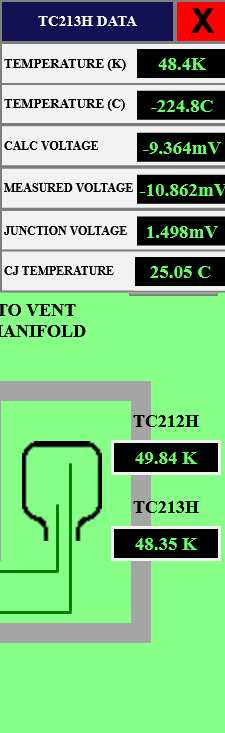 TC213H DATA X
TEMPERATURE (K) 48.4K
TEMPERATURE (C) -224.8C
CALC VOLTAGE -9.364mV
MEASURED VOLTAGE -10.862mV
JUNCTION VOLTAGE 1.498mV
CJ TEMPERATURE 25.05 C
TO VENT
MANIFOLD
TC212H
49.84 K
TC213H
48.35 K